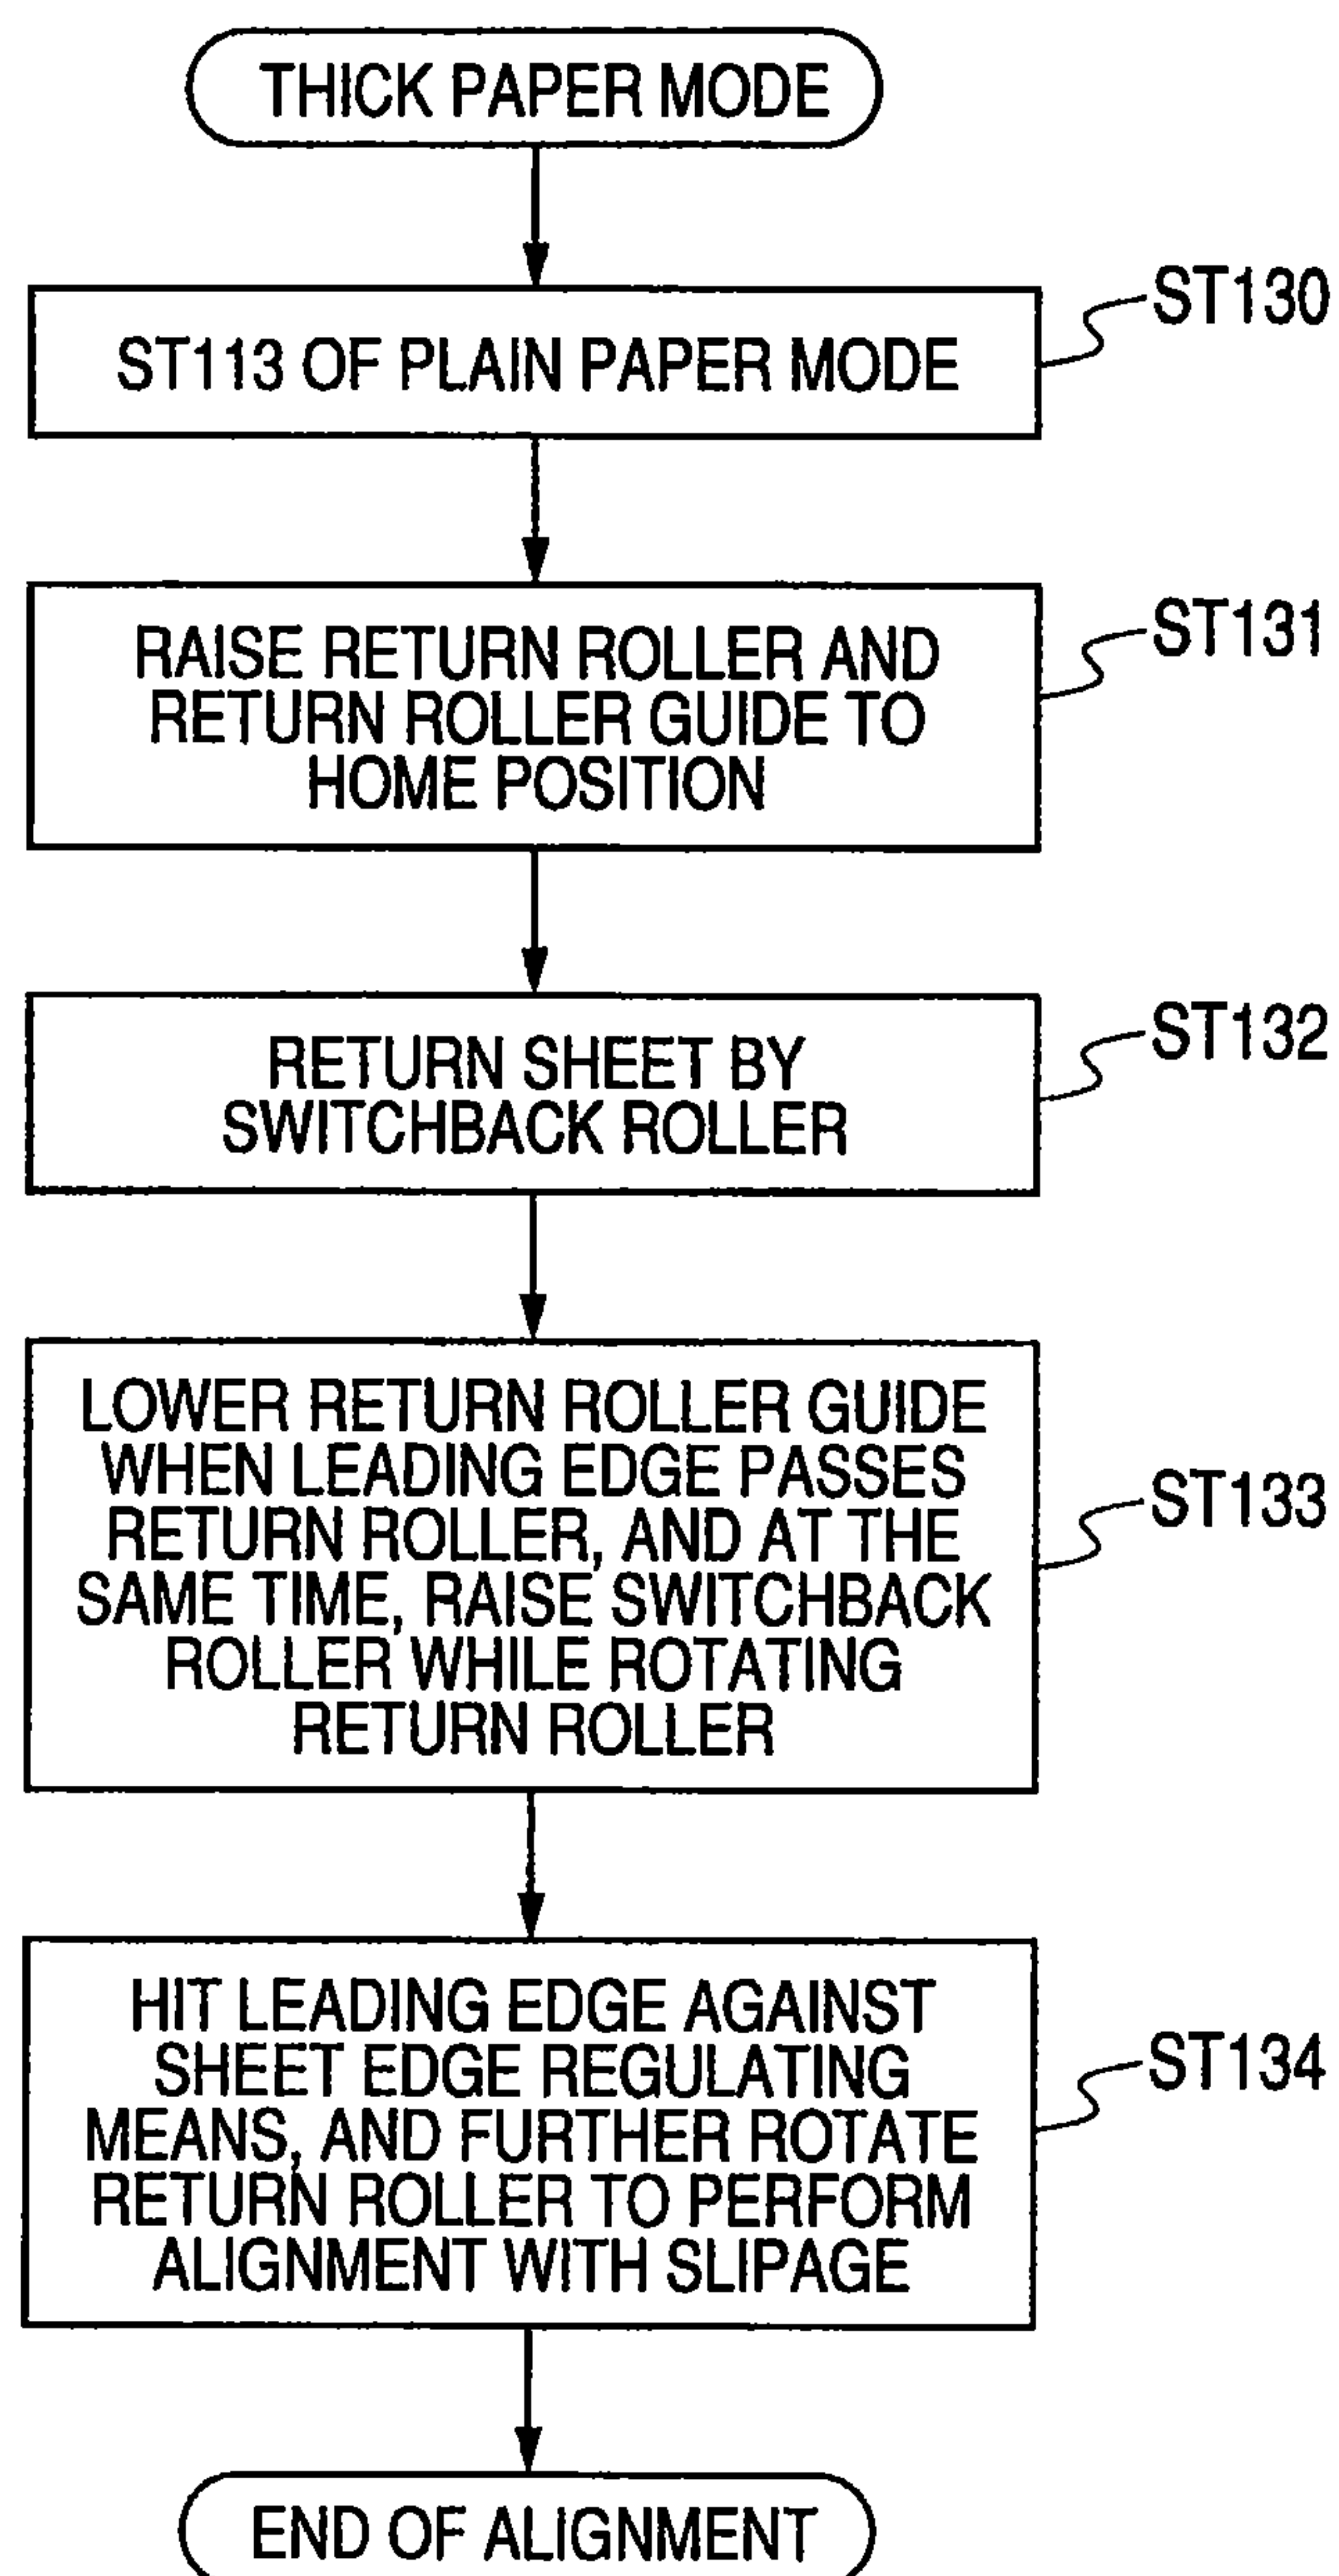 THICK PAPER MODE
ST130
ST113 OF PLAIN PAPER MODE
ST131
RAISE RETURN ROLLER AND
RETURN ROLLER GUIDE TO
HOME POSITION
ST132
RETURN SHEET BY
SWITCHBACK ROLLER
ST133
LOWER RETURN ROLLER GUIDE
WHEN LEADING EDGE PASSES
RETURN ROLLER, AND AT THE
SAME TIME, RAISE SWITCHBACK
ROLLER WHILE ROTATING
RETURN ROLLER
ST134
HIT LEADING EDGE AGAINST
SHEET EDGE REGULATING
MEANS, AND FURTHER ROTATE
RETURN ROLLER TO PERFORM
ALIGNMENT WITH SLIPAGE
END OF ALIGNMENT